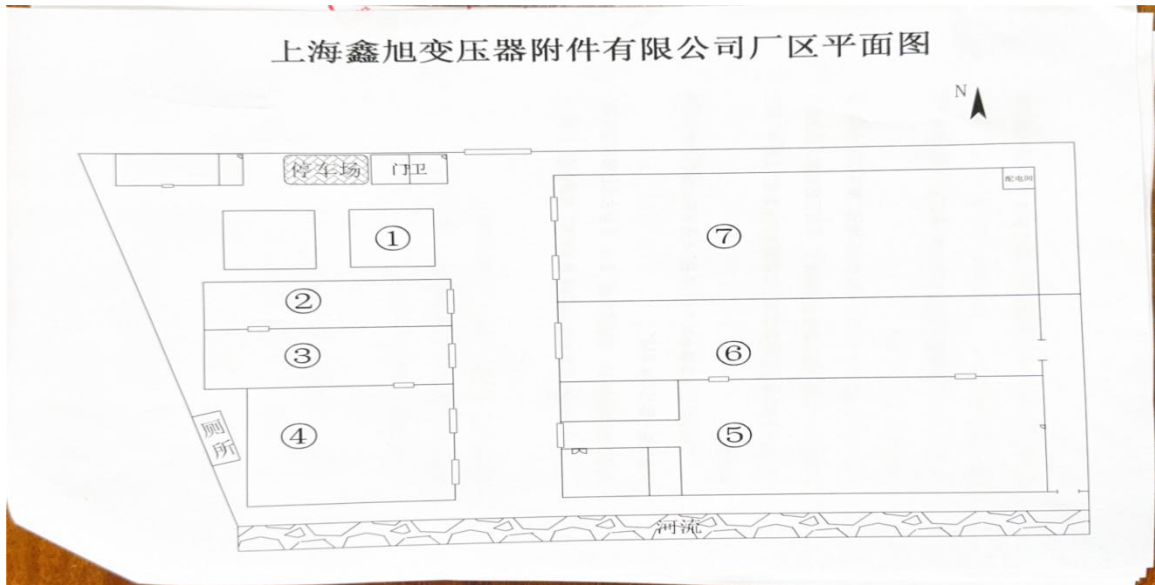 上海鑫旭变压器附件有限公司厂区平面图
N
停车场
门卫
配电间
①
⑦
②
③
⑥
④
⑤
厕所
河流